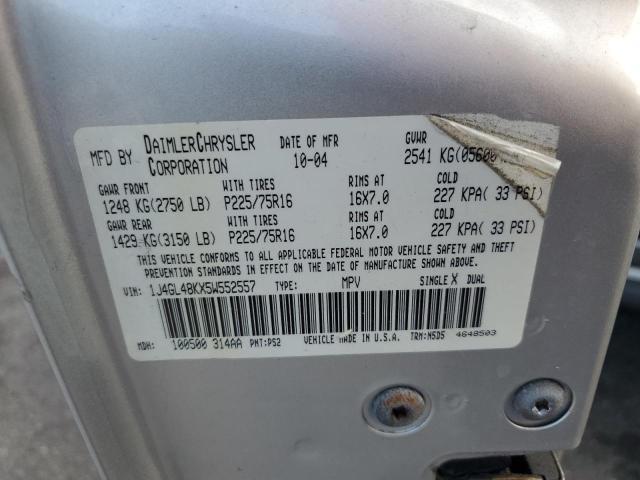 MFD BY DAIMLERCHRYSLER CORPORATION DATE OF MFR 10-04 GVWR 2541 KG(05600
GAWR FRONT WITH TIRES RIMS AT COLD
1248 KG(2750 LB) P225/75R16 16X7.0 227 KPA( 33 PSI)
GAWR REAR WITH TIRES RIMS AT COLD
1429 KG(3150 LB) P225/75R16 16X7.0 227 KPA( 33 PSI)
THIS VEHICLE CONFORMS TO ALL APPLICABLE FEDERAL MOTOR VEHICLE SAFETY AND THEFT
PREVENTION STANDARDS IN EFFECT ON THE DATE OF MANUFACTURE SHOWN ABOVE.
VIN: 1J4GL48KX5W552557 TYPE: MPV SINGLE X DUAL
MDH: 100500 314AA PNT:PS2 VEHICLE MADE IN U.S.A. TRM:N5D5 4648503